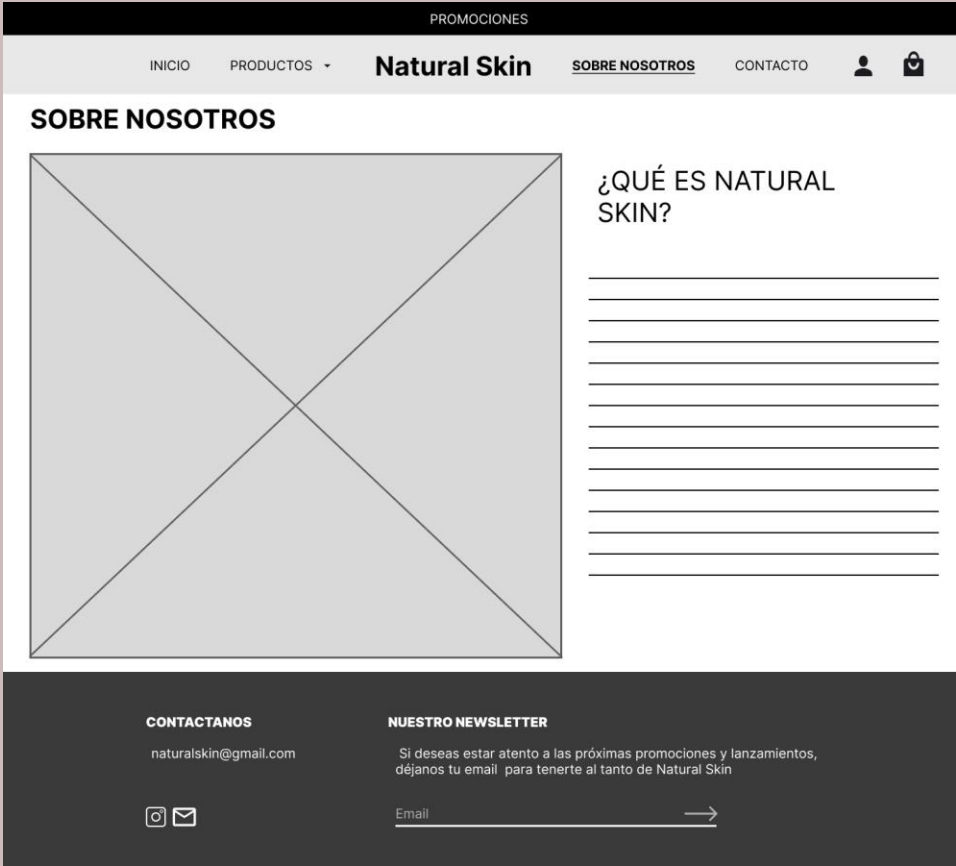 PROMOCIONES
INICIO PRODUCTOS Natural Skin SOBRE NOSOTROS CONTACTO
SOBRE NOSOTROS
¿QUÉ ES NATURAL
SKIN?
CONTACTANOS
naturalskin@gmail.com
NUESTRO NEWSLETTER
Si deseas estar atento a las próximas promociones y lanzamientos,
déjanos tu email para tenerte al tanto de Natural Skin
Email